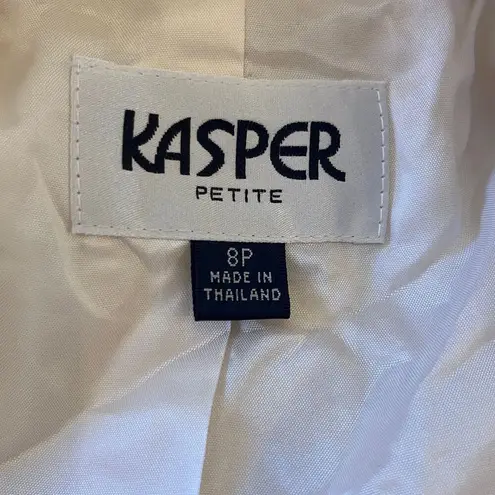 KASPER
PETITE
8P
MADE IN
THAILAND